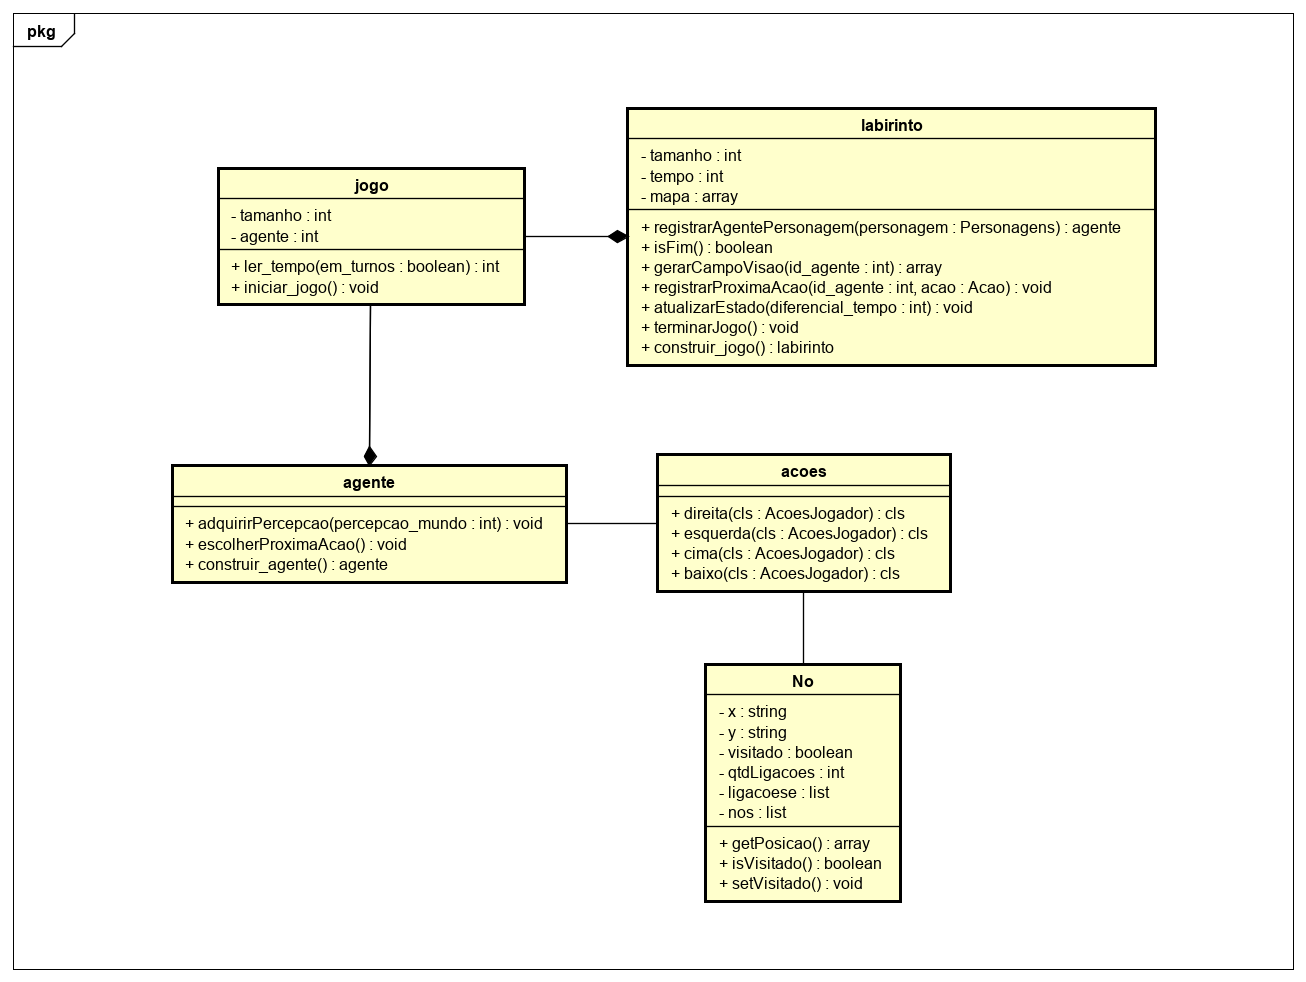 pkg
jogo
- tamanho : int
- agente : int
+ ler_tempo(em_turnos : boolean) : int
+ iniciar_jogo() : void
labirinto
- tamanho : int
- tempo : int
- mapa : array
+ registrarAgentePersonagem(personagem : Personagens) : agente
+ isFim() : boolean
+ gerarCampoVisao(id_agente : int) : array
+ registrarProximaAcao(id_agente : int, acao : Acao) : void
+ atualizarEstado(diferencial_tempo : int) : void
+ terminarJogo() : void
+ construir_jogo() : labirinto
agente
+ adquirirPercepcao(percepcao_mundo : int) : void
+ escolherProximaAcao() : void
+ construir_agente() : agente
acoes
+ direita(cls : AcoesJogador) : cls
+ esquerda(cls : AcoesJogador) : cls
+ cima(cls : AcoesJogador) : cls
+ baixo(cls : AcoesJogador) : cls
No
- x : string
- y : string
- visitado : boolean
- qtdLigacoes : int
- ligacoese : list
- nos : list
+ getPosicao() : array
+ isVisitado() : boolean
+ setVisitado() : void